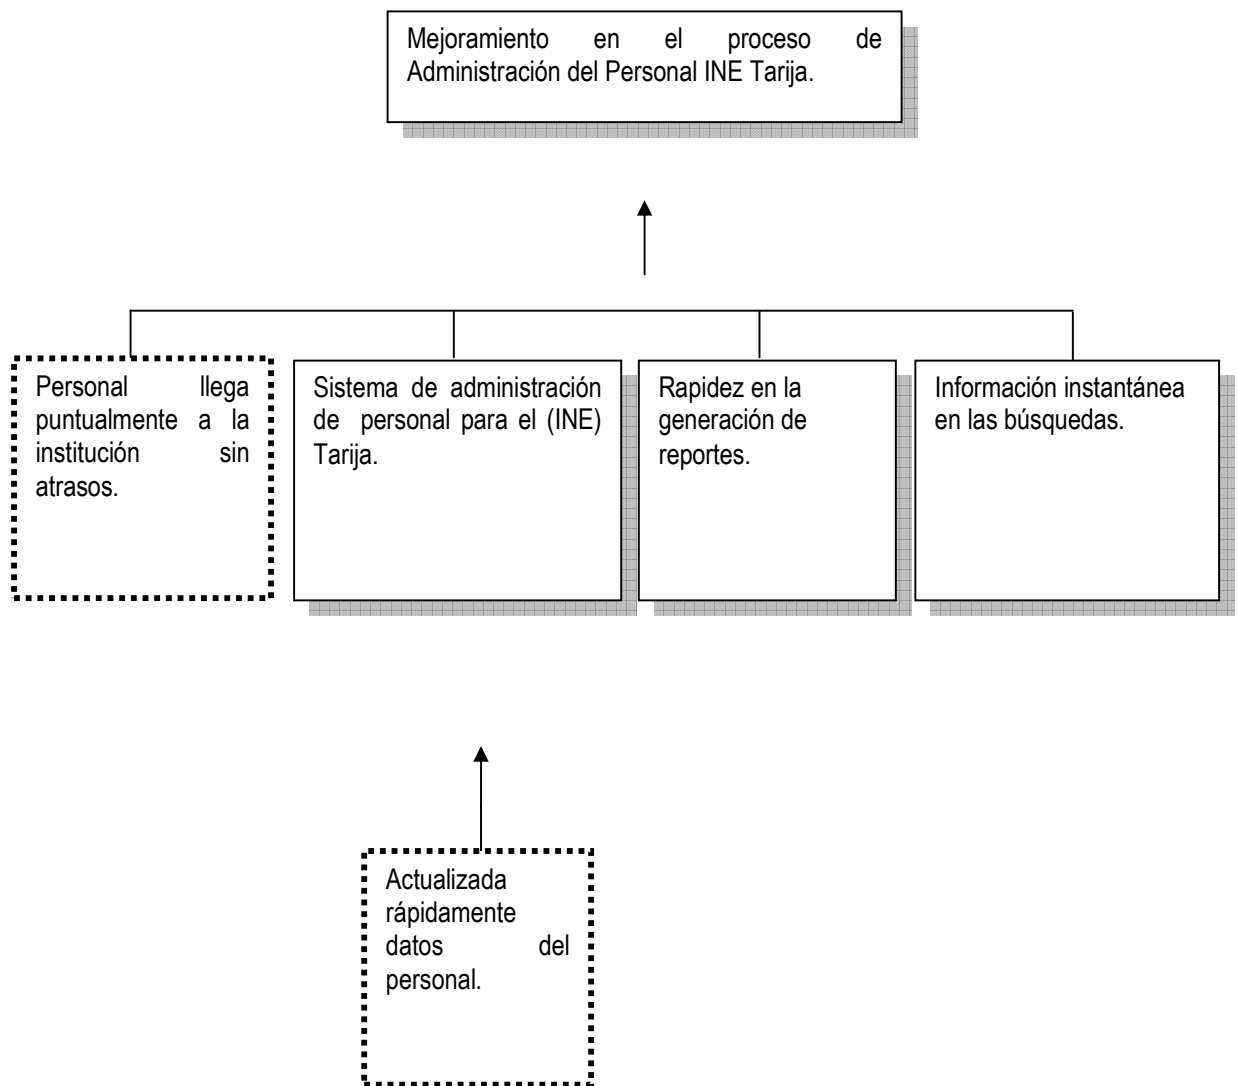 Mejoramiento en el proceso de
Administración del Personal INE Tarija.
Personal llega
puntualmente a la
institución sin
atrasos.
Sistema de administración
de personal para el (INE)
Tarija.
Rapidez en la
generación de
reportes.
Información instantánea
en las búsquedas.
Actualizada
rápidamente
datos del
personal.